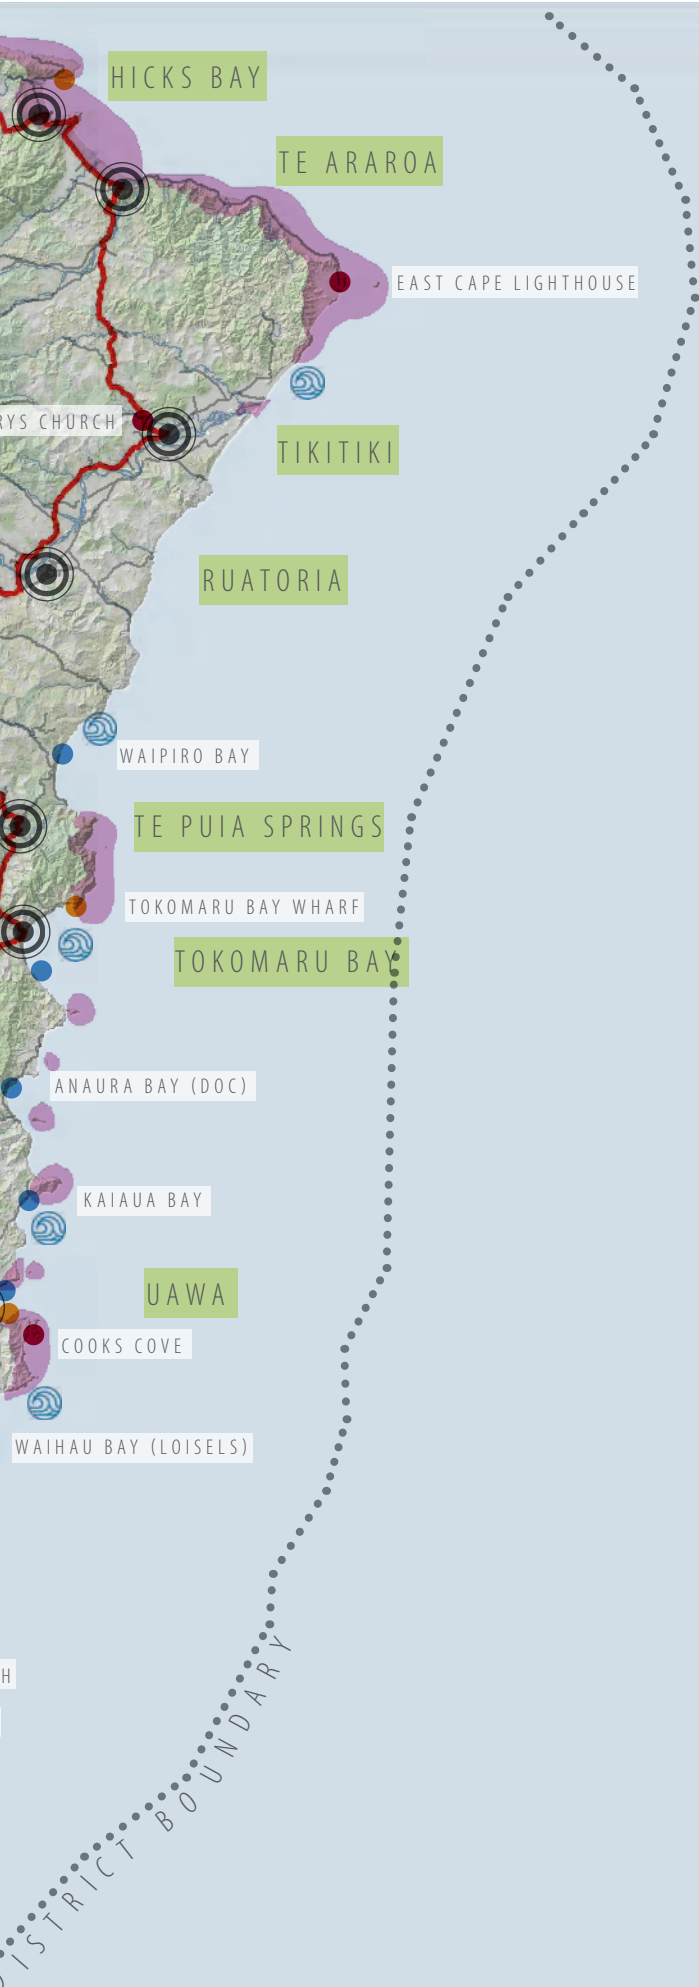 HICKS BAY
TE ARAROA
EAST CAPE LIGHTHOUSE
RYS CHURCH
TIKITIKI
RUATORIA
WAIPIRO BAY
TE PUIA SPRINGS
TOKOMARU BAY WHARF
TOKOMARU BAY
ANAURA BAY (DOC)
KAIAUA BAY
UAWA
COOKS COVE
WAIHAU BAY (LOISELS)
H
DISTRICT BOUNDARY